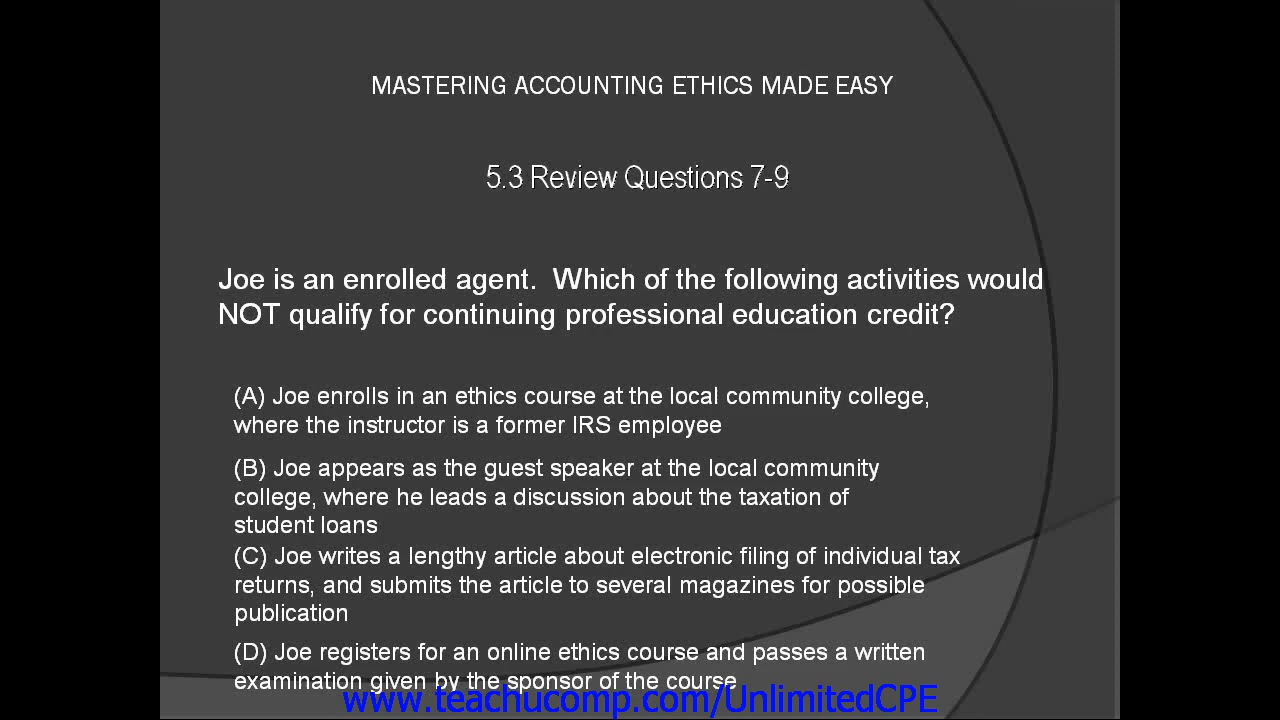 MASTERING ACCOUNTING ETHICS MADE EASY
5.3 Review Questions 7-9
Joe is an enrolled agent.  Which of the following activities would
NOT qualify for continuing professional education credit?
(A) Joe enrolls in an ethics course at the local community college,
where the instructor is a former IRS employee
(B) Joe appears as the guest speaker at the local community
college, where he leads a discussion about the taxation of
student loans
(C) Joe writes a lengthy article about electronic filing of individual tax
returns, and submits the article to several magazines for possible
publication
(D) Joe registers for an online ethics course and passes a written
examination given by the sponsor of the course
www.teachucomp.com/UnlimitedCPE